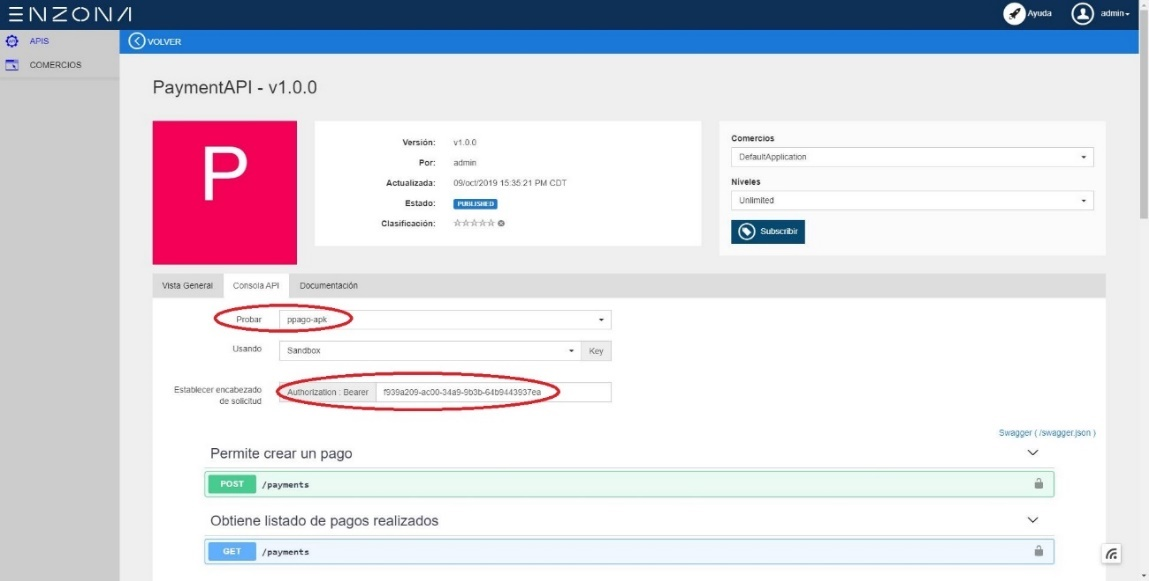 ENZONA
Ayuda
admin
APIS
VOLVER
COMERCIOS
PaymentAPI - v1.0.0
P
Versión: v1.0.0
Por: admin
Actualizada: 09/oct/2019 15:35:21 PM CDT
Estado: PUBLISHED
Clasificación:
Comercios
DefaultApplication
Niveles
Unlimited
Subscribir
Vista General Consola API Documentación
Probar ppago-apk
Usando Sandbox Key
Establecer encabezado
de solicitud
Authorization : Bearer f939a209-ac00-34a9-9b3b-64b9443937ea
Swagger ( /swagger.json )
Permite crear un pago
POST /payments
Obtiene listado de pagos realizados
GET /payments